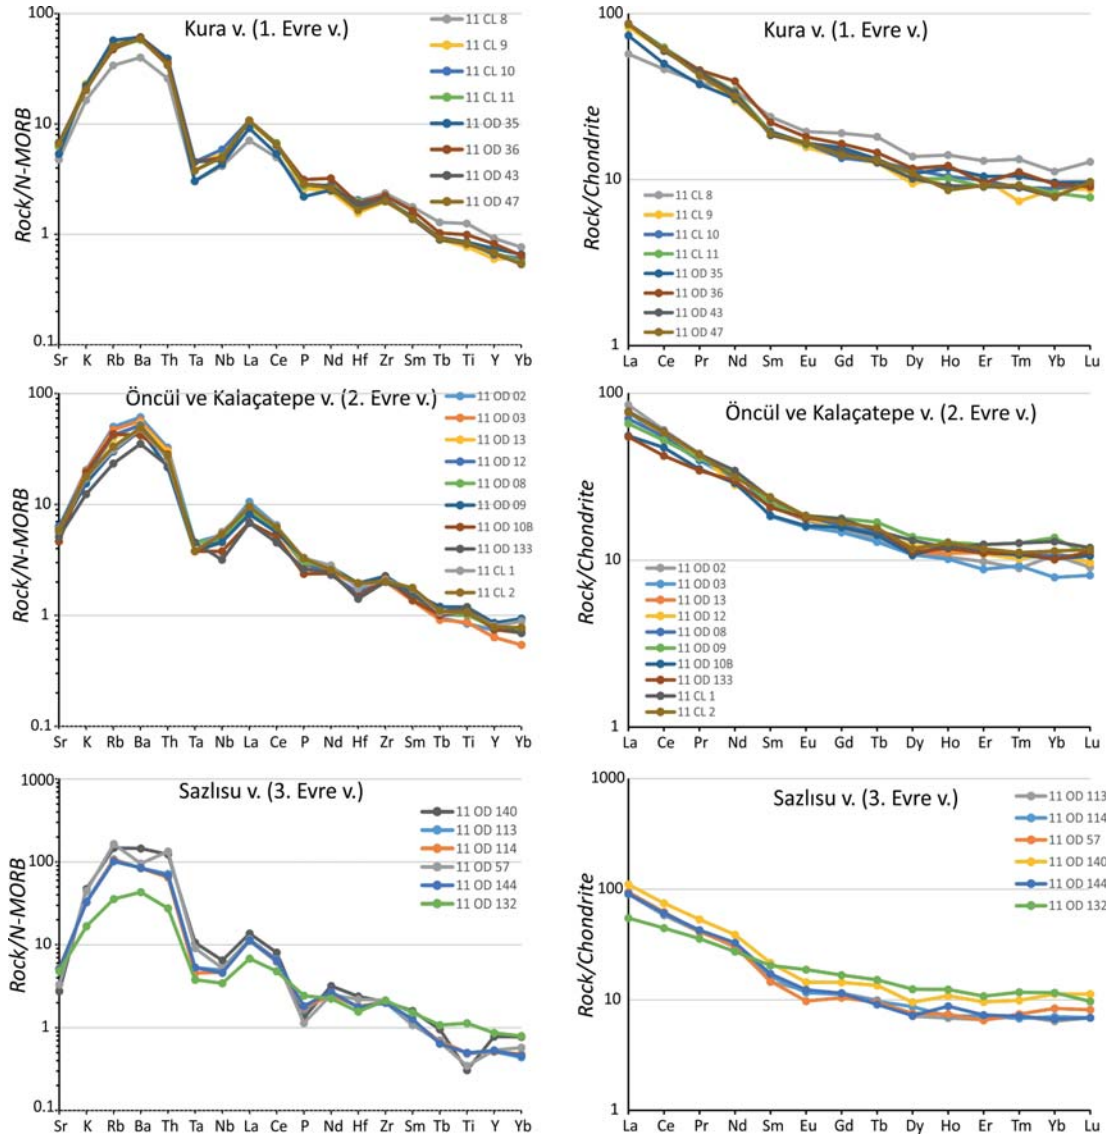 Kura v. (1. Evre v.)
Rock/N-MORB
100
10
1
0.1
11 CL 8
11 CL 9
11 CL 10
11 CL 11
11 OD 35
11 OD 36
11 OD 43
11 OD 47
Sr K Rb Ba Th Ta Nb La Ce P Nd Hf Zr Sm Tb Ti Y Yb
Kura v. (1. Evre v.)
Rock/Chondrite
100
10
1
11 CL 8
11 CL 9
11 CL 10
11 CL 11
11 OD 35
11 OD 36
11 OD 43
11 OD 47
La Ce Pr Nd Sm Eu Gd Tb Dy Ho Er Tm Yb Lu
Öncül ve Kalaçatepe v. (2. Evre v.)
Rock/N-MORB
100
10
1
0.1
11 OD 02
11 OD 03
11 OD 13
11 OD 12
11 OD 08
11 OD 09
11 OD 10B
11 OD 133
11 CL 1
11 CL 2
Sr K Rb Ba Th Ta Nb La Ce P Nd Hf Zr Sm Tb Ti Y Yb
Öncül ve Kalaçatepe v. (2. Evre v.)
Rock/Chondrite
100
10
1
11 OD 02
11 OD 03
11 OD 13
11 OD 12
11 OD 08
11 OD 09
11 OD 10B
11 OD 133
11 CL 1
11 CL 2
La Ce Pr Nd Sm Eu Gd Tb Dy Ho Er Tm Yb Lu
Sazlısu v. (3. Evre v.)
Rock/N-MORB
1000
100
10
1
0.1
11 OD 140
11 OD 113
11 OD 114
11 OD 57
11 OD 144
11 OD 132
Sr K Rb Ba Th Ta Nb La Ce P Nd Hf Zr Sm Tb Ti Y Yb
Sazlısu v. (3. Evre v.)
Rock/Chondrite
1000
100
10
1
11 OD 113
11 OD 114
11 OD 57
11 OD 140
11 OD 144
11 OD 132
La Ce Pr Nd Sm Eu Gd Tb Dy Ho Er Tm Yb Lu